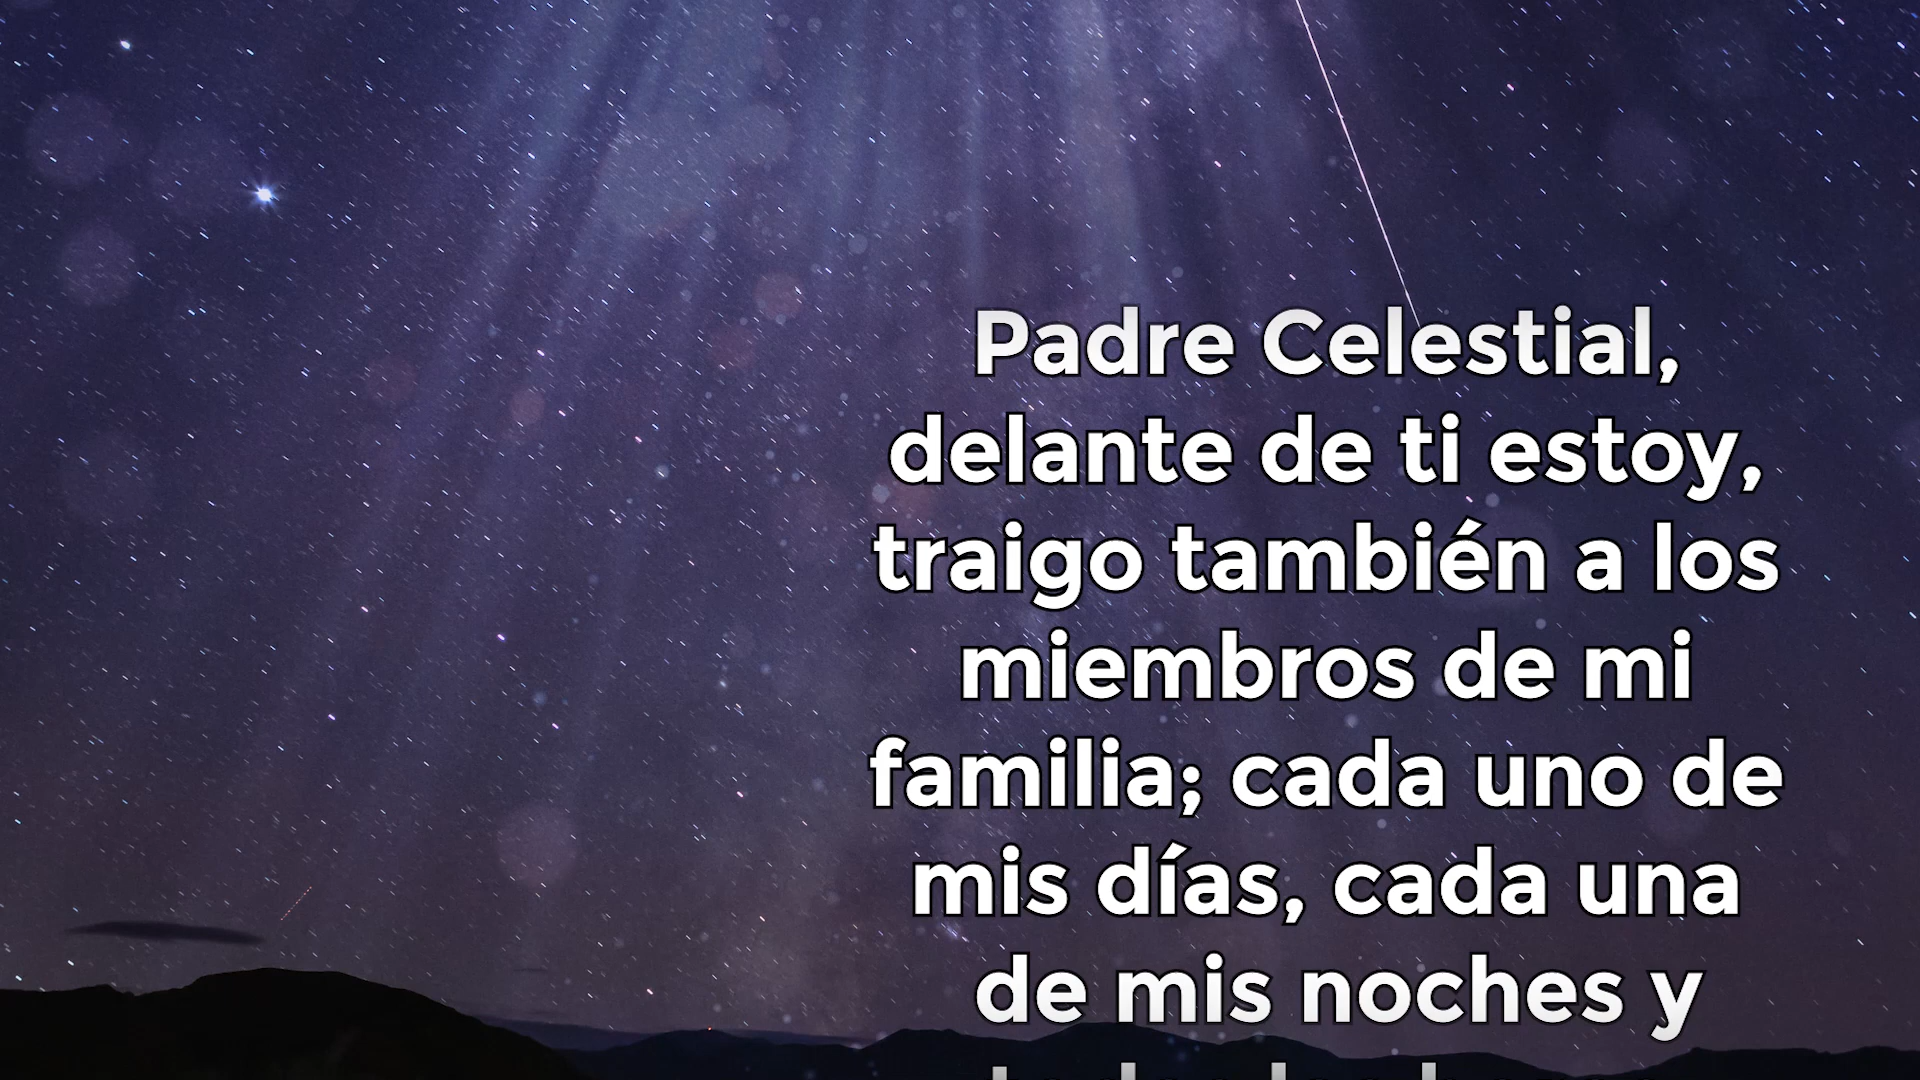 Padre Celestial,
delante de ti estoy,
traigo también a los
miembros de mi
familia; cada uno de
mis días, cada una
de mis noches y